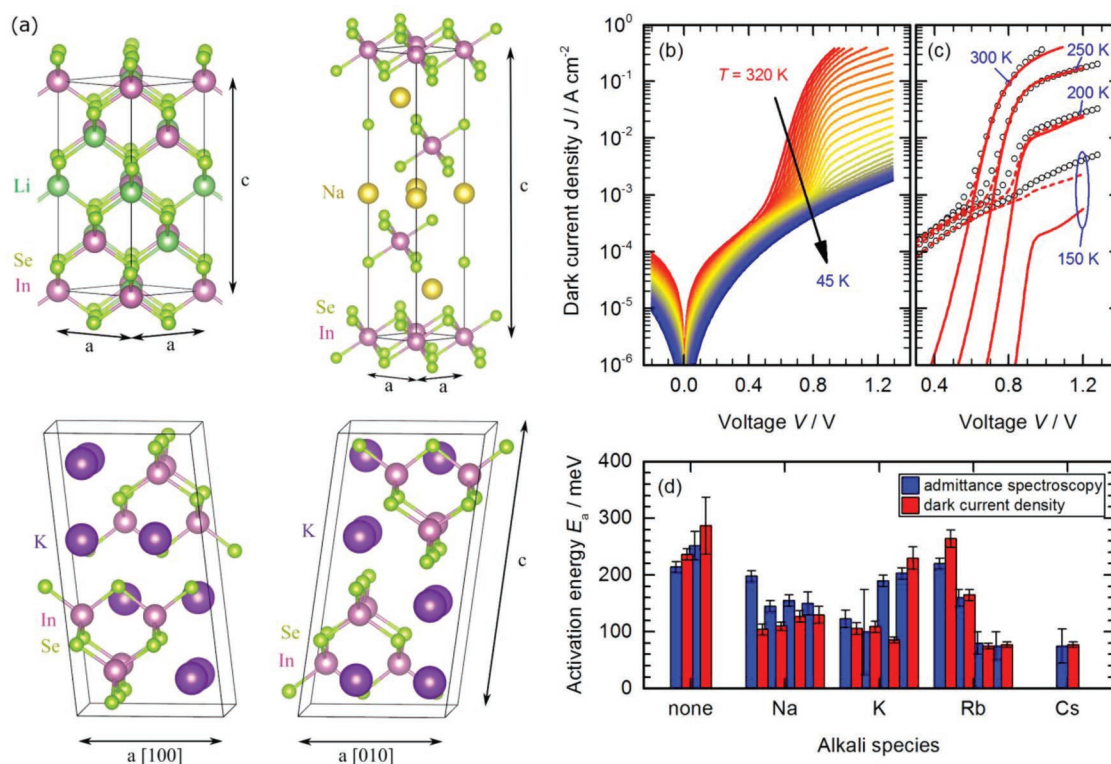 (a)
Li
Se
In
c
a
a
Na
Se
In
c
a
a
K
In
Se
a [100]
K
Se
In
c
a [010]
(b)
Dark current density J / A cm⁻²
10⁰
10⁻¹
10⁻²
10⁻³
10⁻⁴
10⁻⁵
10⁻⁶
T = 320 K
45 K
0.0
0.4
0.8
1.2
Voltage V / V
(c)
300 K
250 K
200 K
150 K
0.4
0.8
1.2
Voltage V / V
(d)
Activation energy Eₐ / meV
400
300
200
100
0
admittance spectroscopy
dark current density
none
Na
K
Rb
Cs
Alkali species